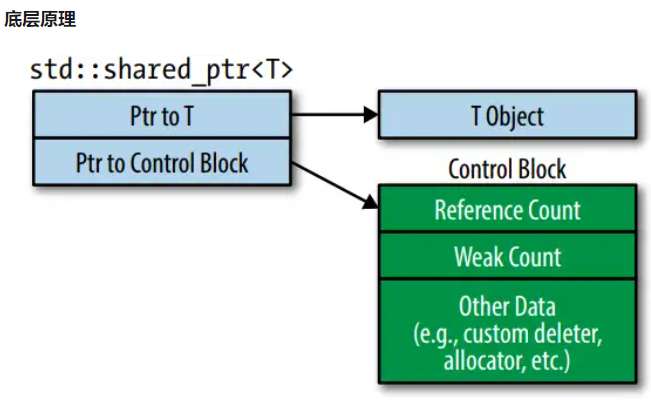 底层原理
std::shared_ptr<T>
Ptr to T
T Object
Ptr to Control Block
Control Block
Reference Count
Weak Count
Other Data
(e.g., custom deleter,
allocator, etc.)